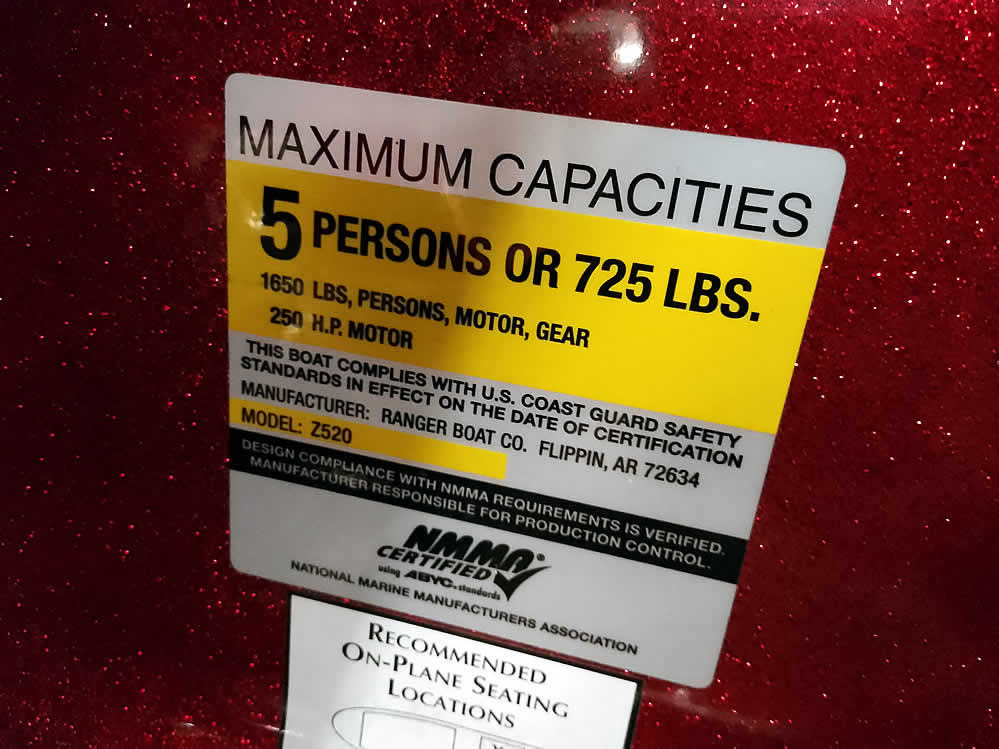 MAXIMUM CAPACITIES
5 PERSONS OR 725 LBS.
1650 LBS, PERSONS, MOTOR, GEAR
250 H.P. MOTOR
THIS BOAT COMPLIES WITH U.S. COAST GUARD SAFETY
STANDARDS IN EFFECT ON THE DATE OF CERTIFICATION
MANUFACTURER: RANGER BOAT CO. FLIPPIN, AR 72634
MODEL: Z520
DESIGN COMPLIANCE WITH NMMA REQUIREMENTS IS VERIFIED.
MANUFACTURER RESPONSIBLE FOR PRODUCTION CONTROL.
NMMA®
CERTIFIED
using ABYC. standards
NATIONAL MARINE MANUFACTURERS ASSOCIATION
RECOMMENDED
ON-PLANE SEATING
LOCATIONS